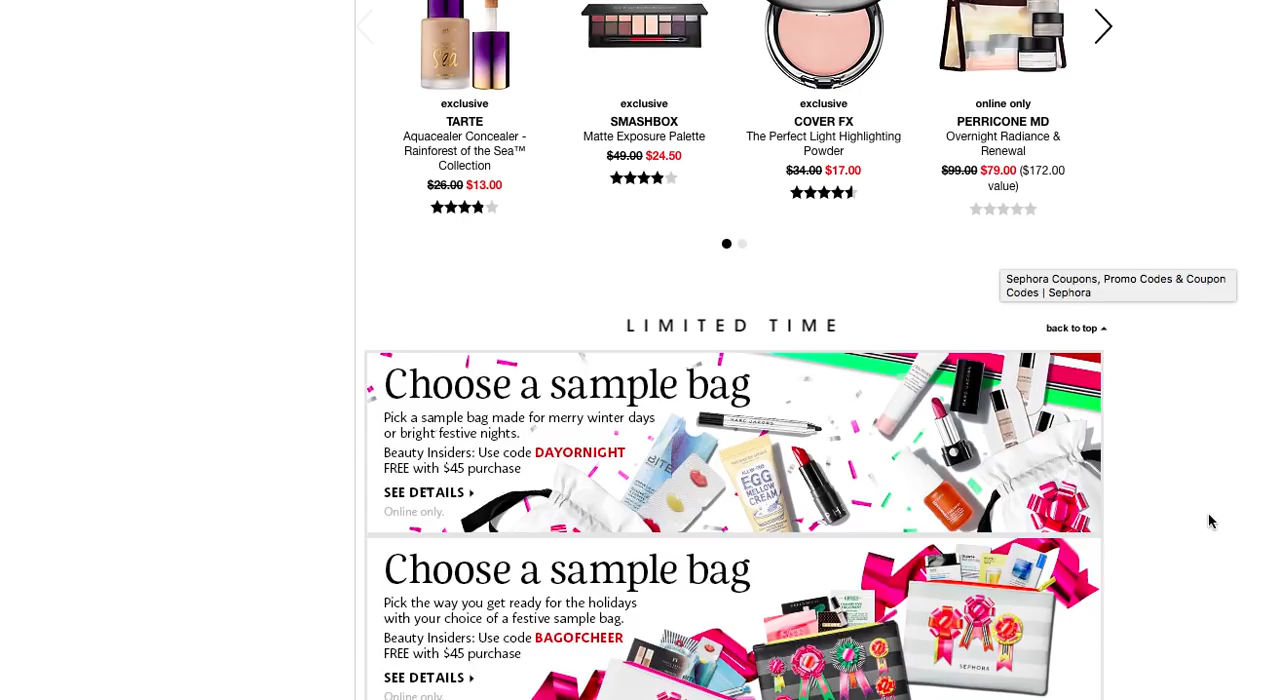 exclusive
TARTE
Aquacealer Concealer -
Rainforest of the Sea™
Collection
$26.00 $13.00
exclusive
SMASHBOX
Matte Exposure Palette
$49.00 $24.50
exclusive
COVER FX
The Perfect Light Highlighting
Powder
$34.00 $17.00
online only
PERRICONE MD
Overnight Radiance &
Renewal
$99.00 $79.00 ($172.00
value)
Sephora Coupons, Promo Codes & Coupon
Codes | Sephora
LIMITED TIME
back to top
Choose a sample bag
Pick a sample bag made for merry winter days
or bright festive nights.
Beauty Insiders: Use code DAYORNIGHT
FREE with $45 purchase
SEE DETAILS
Online only.
MARC JACOBS
BITE
EGG
MELLOW
CREAM
Choose a sample bag
Pick the way you get ready for the holidays
with your choice of a festive sample bag.
Beauty Insiders: Use code BAGOFCHEER
FREE with $45 purchase
SEE DETAILS
Online only.
SEPHORA